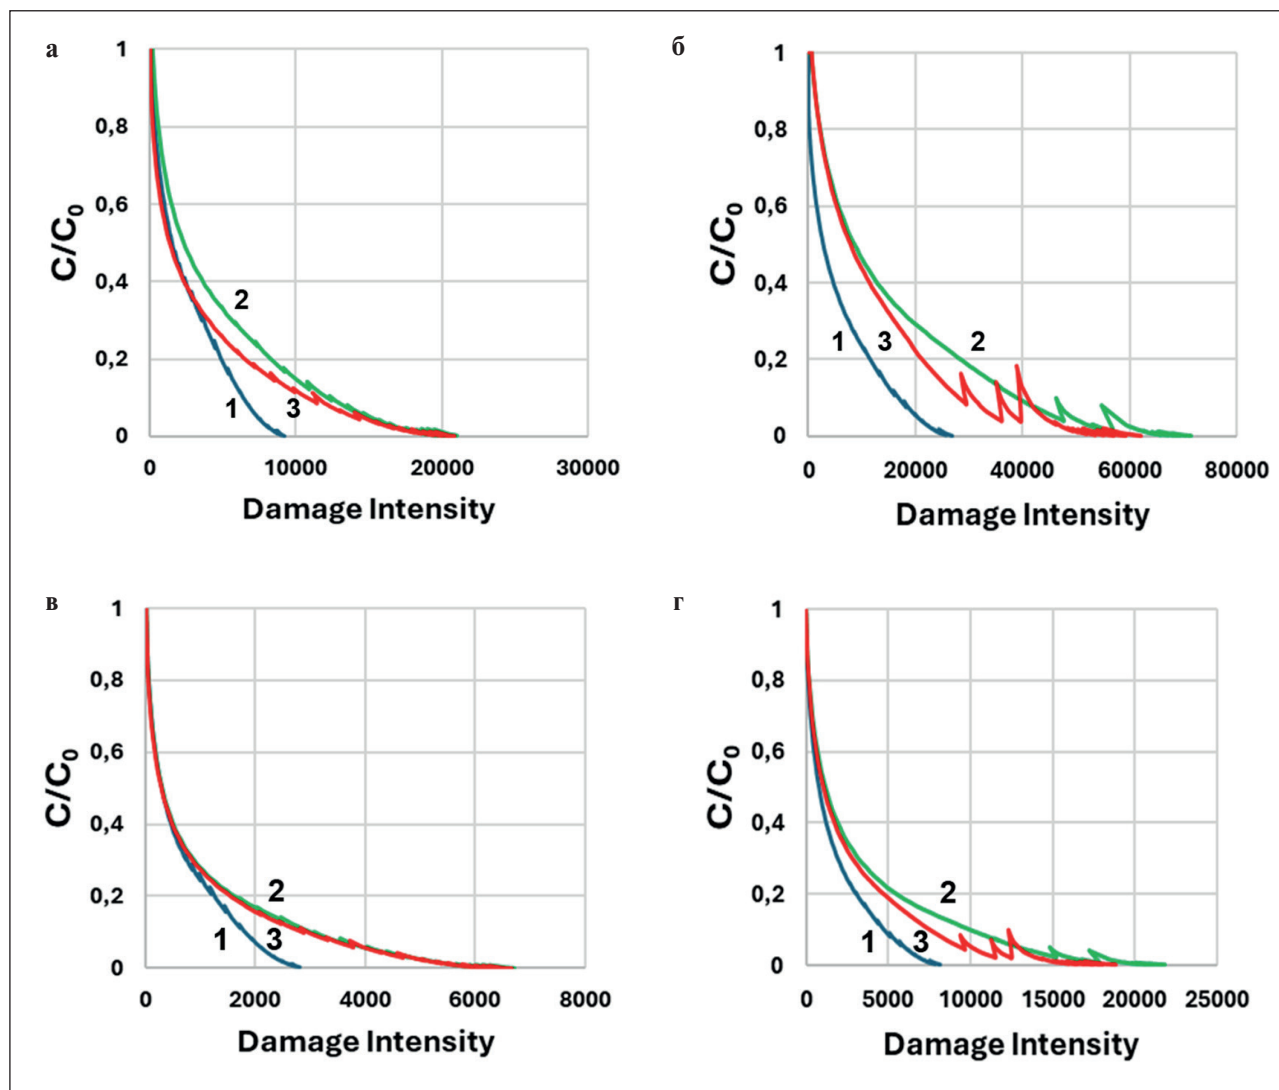 а
1
0,8
0,6
0,4
0,2
0
C/C0
2
1
3
0 10000 20000 30000
Damage Intensity
б
1
0,8
0,6
0,4
0,2
0
C/C0
1 3 2
0 20000 40000 60000 80000
Damage Intensity
в
1
0,8
0,6
0,4
0,2
0
C/C0
2
1 3
0 2000 4000 6000 8000
Damage Intensity
г
1
0,8
0,6
0,4
0,2
0
C/C0
2
1 3
0 5000 10000 15000 20000 25000
Damage Intensity